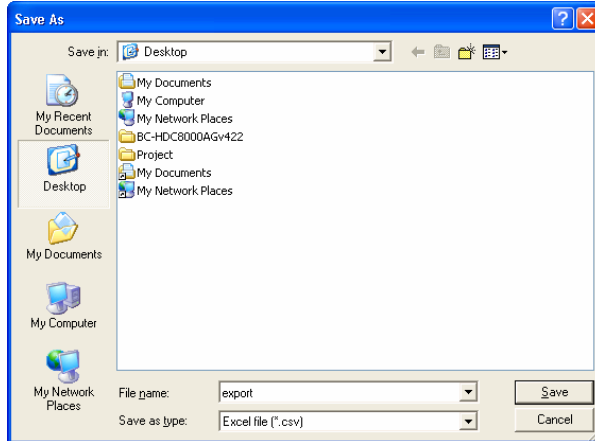 Save As
Save in:
Desktop
My Recent
Documents
Desktop
My Documents
My Computer
My Network
Places
My Documents
My Computer
My Network Places
BC-HDC8000AGv422
Project
My Documents
My Network Places
File name:
export
Save
Save as type:
Excel file (*.csv)
Cancel